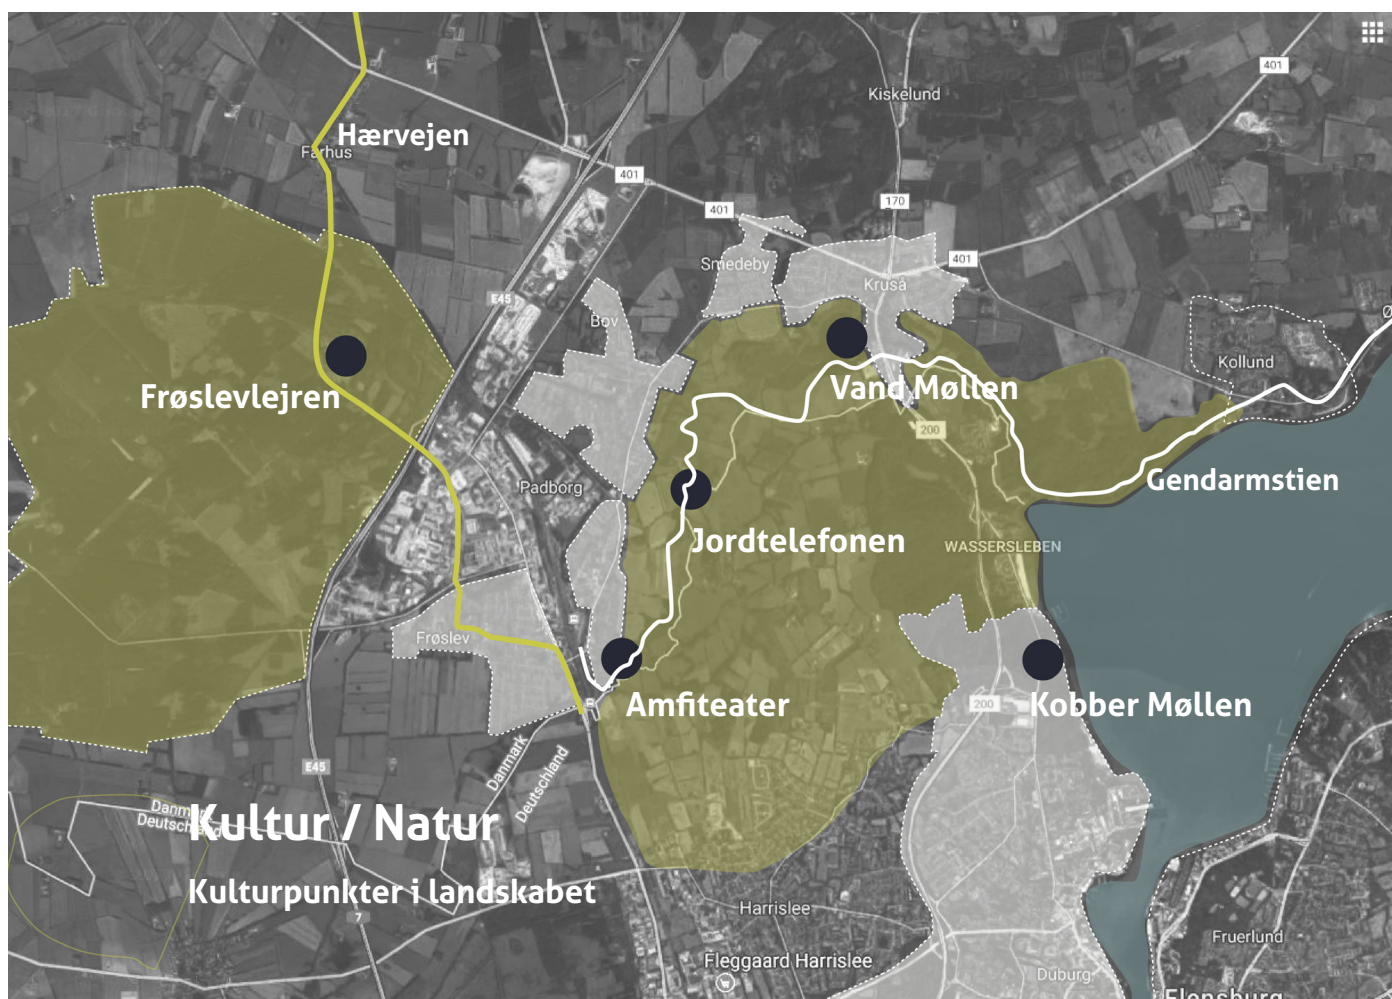 401
Kiskelund
Hærvejen
Farhus
401
170
401
401
Smedeby
Kruså
E45
Bov
Kollund
Frøslevlejren
Vand Møllen
200
Padborg
Gendarmstien
Jordtelefonen
WASSERSLEBEN
Frøslev
Amfiteater
200
Kobber Møllen
Danmark
Deutschland
E45
Kultur / Natur
Kulturpunkter i landskabet
7
Harrislee
Fleggaard Harrislee
Fruerlund
Duburg
Flensburg